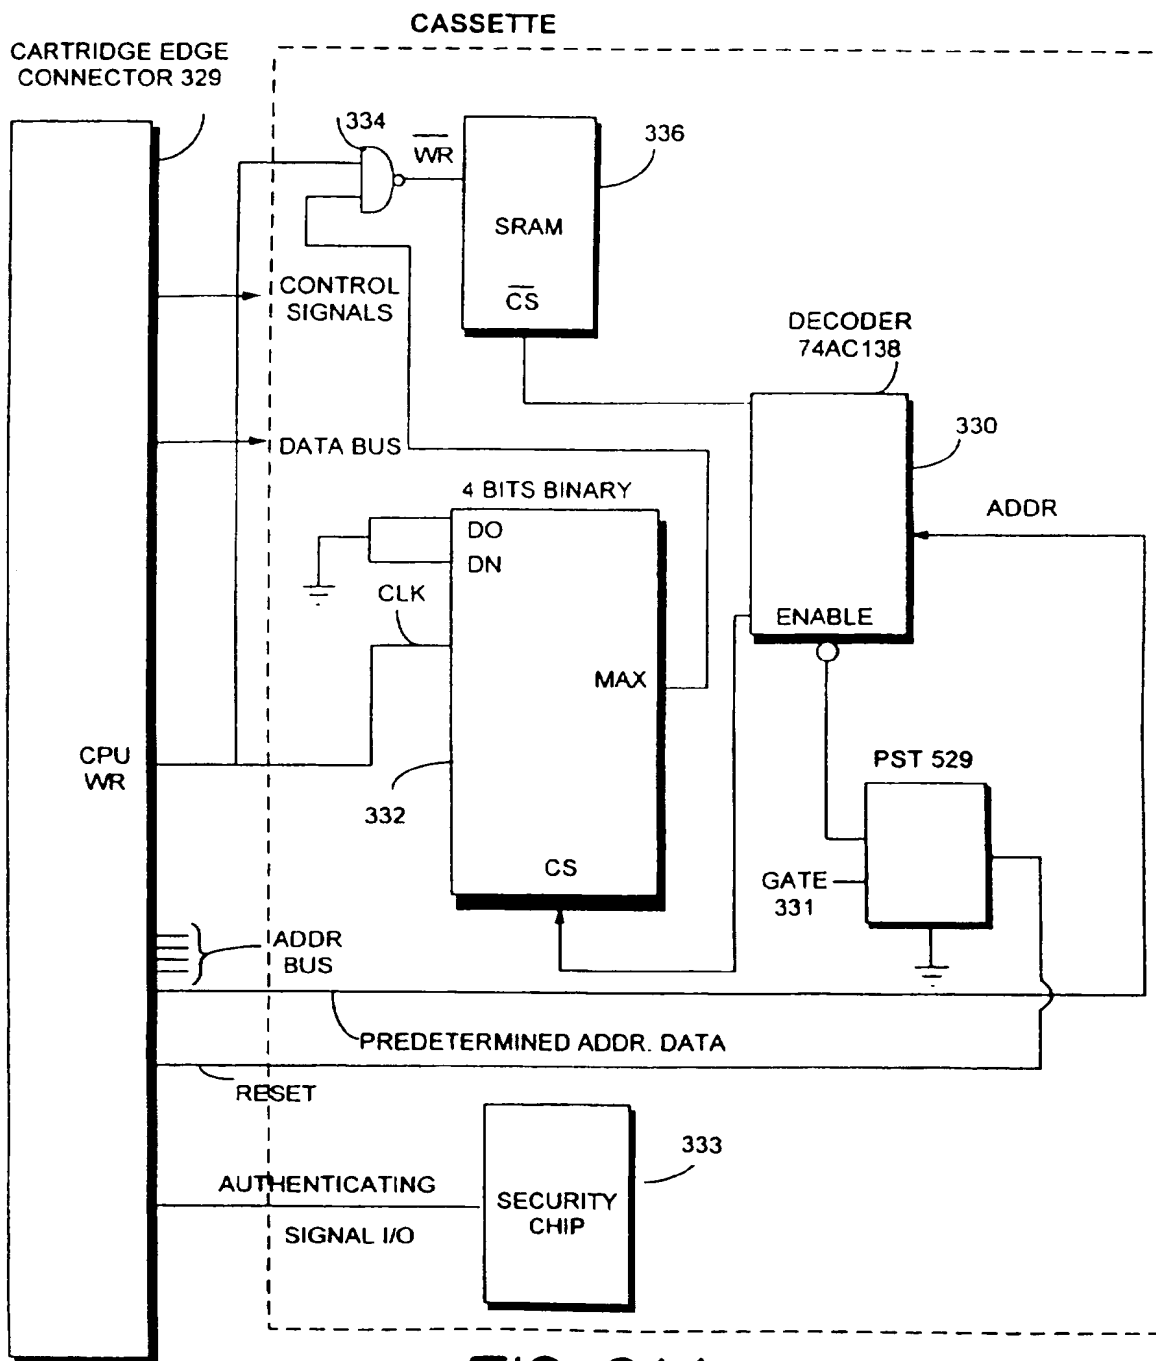 CASSETTE
CARTRIDGE EDGE
CONNECTOR 329
334
WR
336
SRAM
CS
CONTROL
SIGNALS
DECODER
74AC138
330
DATA BUS
ADDR
4 BITS BINARY
DO
DN
CLK
ENABLE
MAX
CPU
WR
PST 529
332
CS
GATE
331
ADDR
BUS
PREDETERMINED ADDR. DATA
RESET
333
AUTHENTICATING
SIGNAL I/O
SECURITY
CHIP